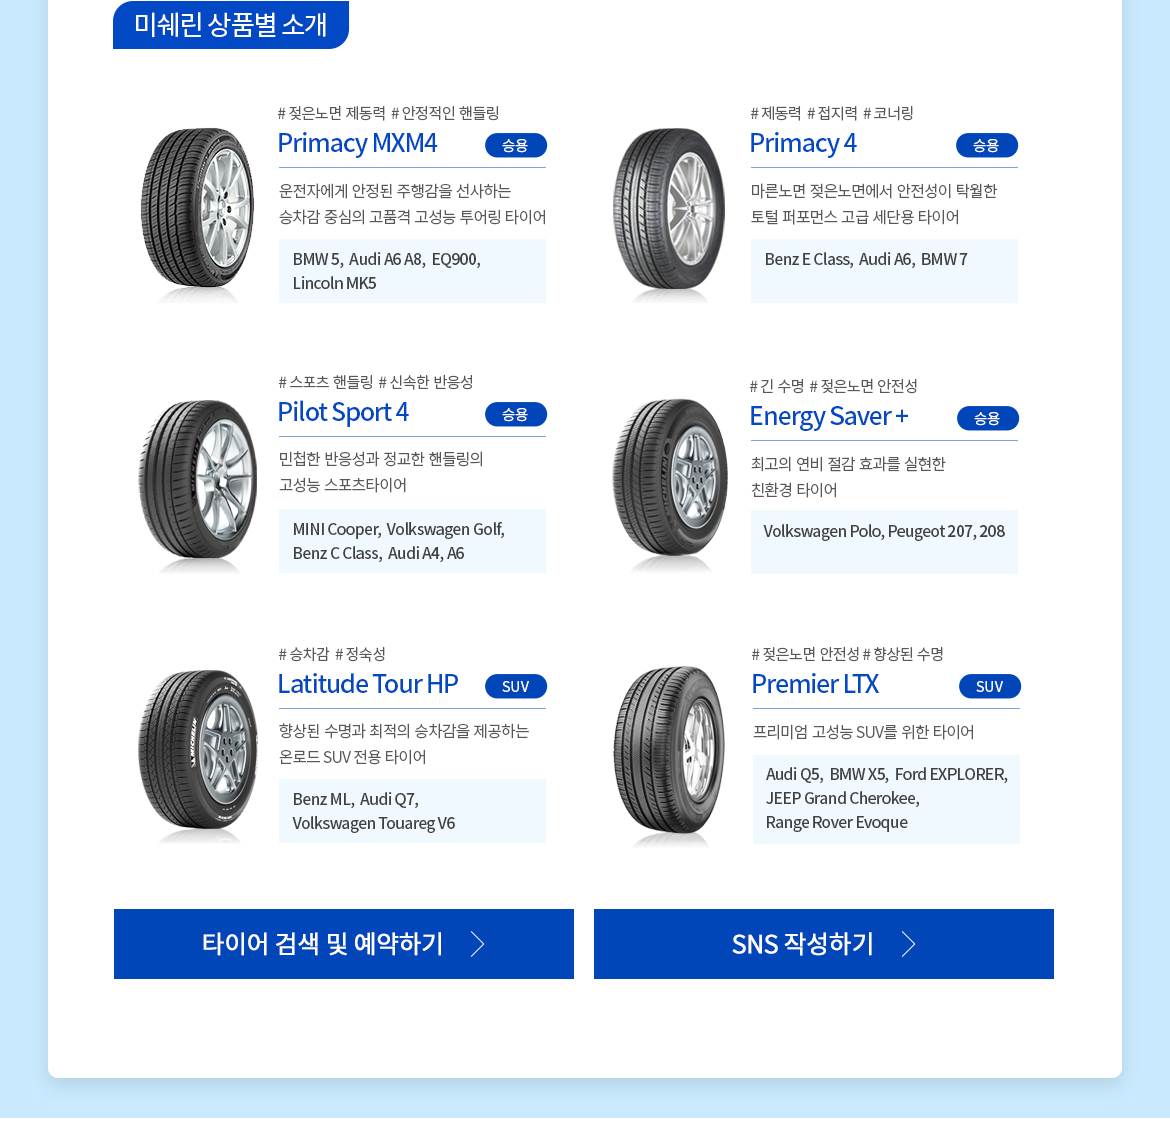 미쉐린 상품별 소개
# 젖은노면 제동력 # 안정적인 핸들링
Primacy MXM4
승용
운전자에게 안정된 주행감을 선사하는
승차감 중심의 고품격 고성능 투어링 타이어
BMW 5, Audi A6 A8, EQ900,
Lincoln MK5
# 제동력 # 접지력 # 코너링
Primacy 4
승용
마른노면 젖은노면에서 안전성이 탁월한
토털 퍼포먼스 고급 세단용 타이어
Benz E Class, Audi A6, BMW 7
# 스포츠 핸들링 # 신속한 반응성
Pilot Sport 4
승용
민첩한 반응성과 정교한 핸들링의
고성능 스포츠타이어
MINI Cooper, Volkswagen Golf,
Benz C Class, Audi A4, A6
# 긴 수명 # 젖은노면 안전성
Energy Saver +
승용
최고의 연비 절감 효과를 실현한
친환경 타이어
Volkswagen Polo, Peugeot 207, 208
# 승차감 # 정숙성
Latitude Tour HP
SUV
향상된 수명과 최적의 승차감을 제공하는
온로드 SUV 전용 타이어
Benz ML, Audi Q7,
Volkswagen Touareg V6
MICHELIN
# 젖은노면 안전성 # 향상된 수명
Premier LTX
SUV
프리미엄 고성능 SUV를 위한 타이어
Audi Q5, BMW X5, Ford EXPLORER,
JEEP Grand Cherokee,
Range Rover Evoque
타이어 검색 및 예약하기
SNS 작성하기